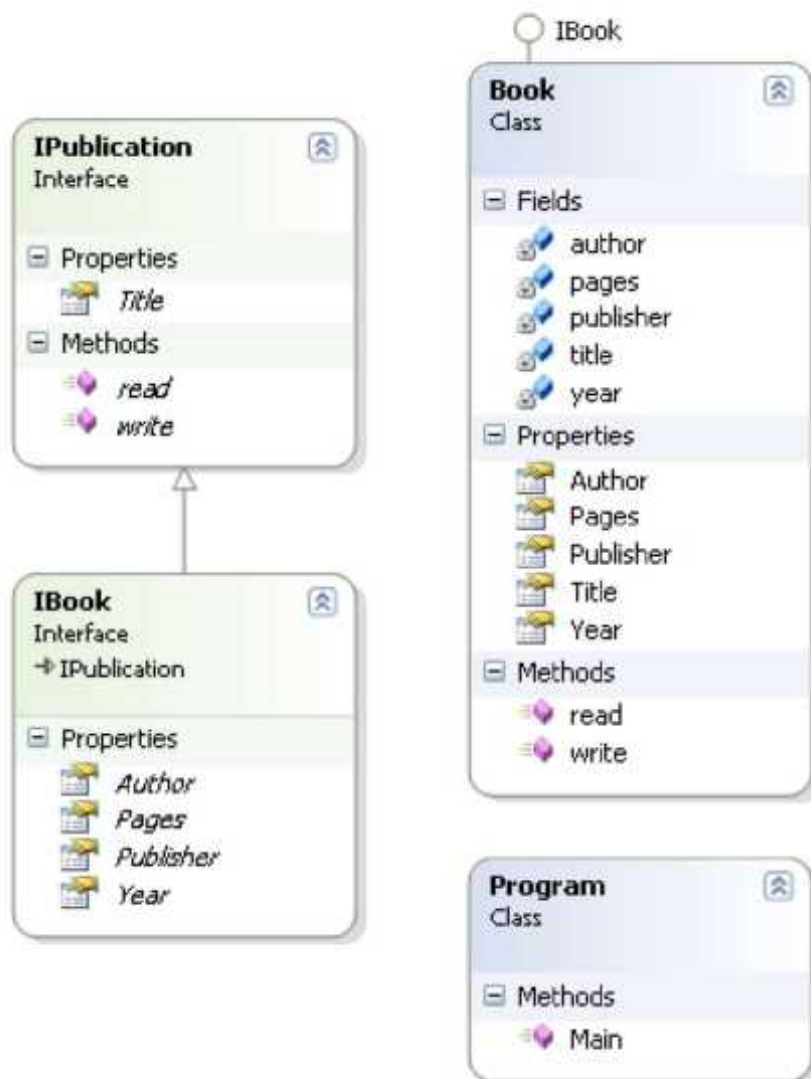 IPublication
Interface
Properties
Title
Methods
read
write
IBook
Interface
IPublication
Properties
Author
Pages
Publisher
Year
IBook
Book
Class
Fields
author
pages
publisher
title
year
Properties
Author
Pages
Publisher
Title
Year
Methods
read
write
Program
Class
Methods
Main